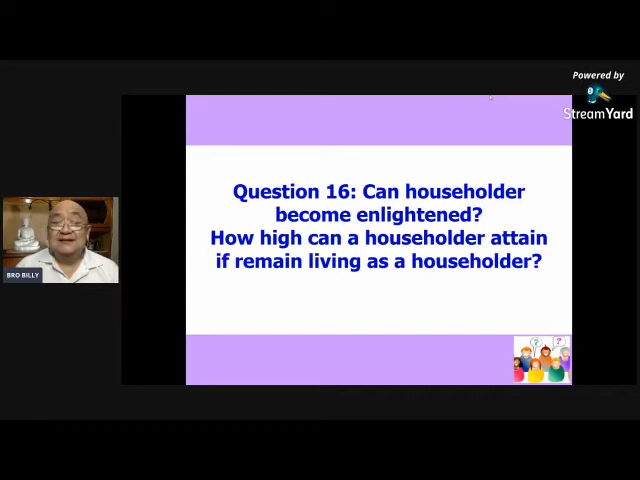 Powered by
StreamYard
Question 16: Can householder
become enlightened?
How high can a householder attain
if remain living as a householder?
BRO BILLY
? ?